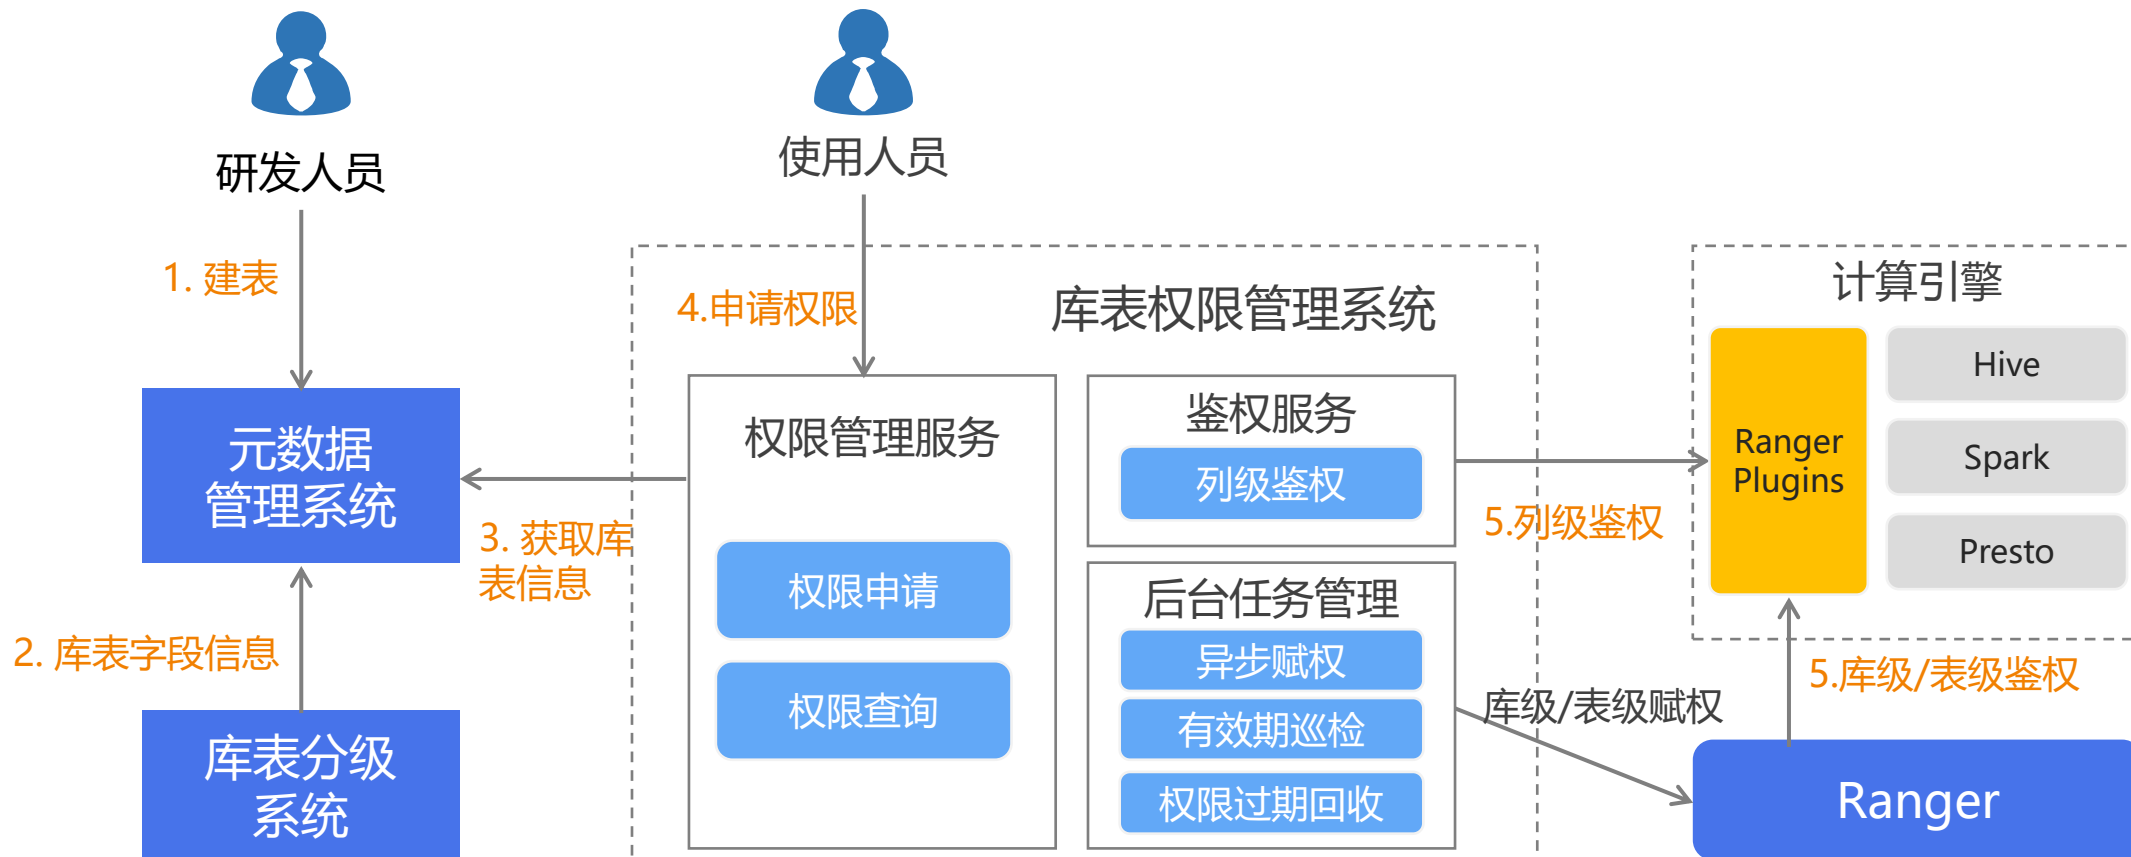 研发人员
使用人员
1. 建表
4.申请权限
库表权限管理系统
计算引擎
元数据
管理系统
权限管理服务
鉴权服务
列级鉴权
Ranger
Plugins
Hive
Spark
Presto
3. 获取库
表信息
5.列级鉴权
权限申请
权限查询
后台任务管理
异步赋权
有效期巡检
权限过期回收
2. 库表字段信息
库级/表级赋权
5.库级/表级鉴权
库表分级
系统
Ranger